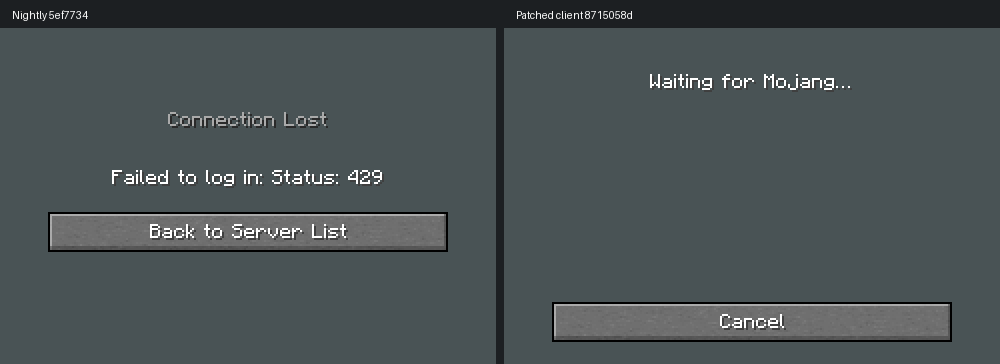 Nightly 5ef7734
Connection Lost
Failed to log in: Status: 429
Back to Server List
Patched client 8715058d
Waiting for Mojang...
Cancel